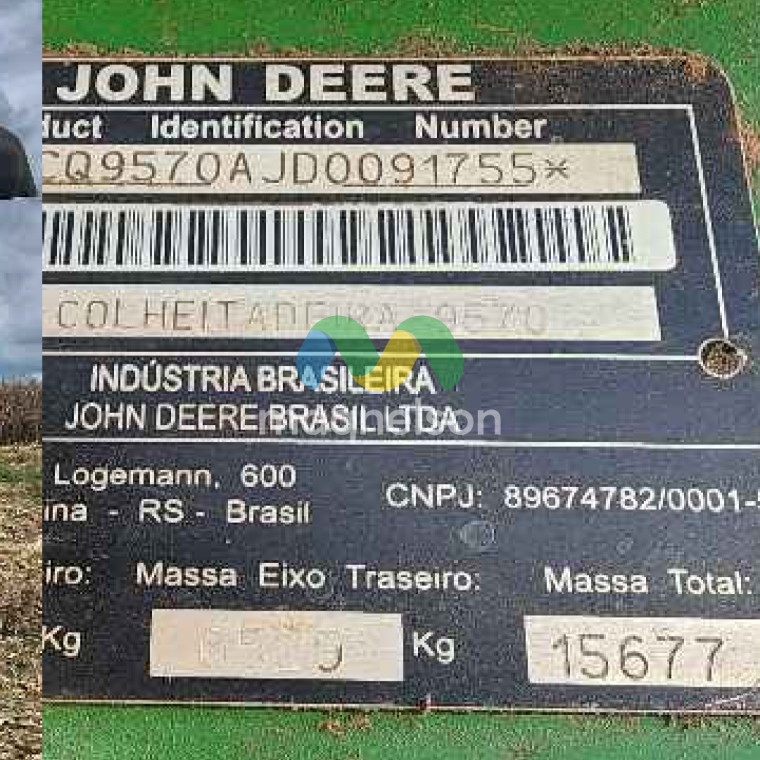 JOHN DEERE
duct Identification Number
CQ9570AJD0091755*
COLHEITADEIRA 9570
INDÚSTRIA BRASILEIRA
JOHN DEERE BRASIL LTDA
Logemann, 600
ina - RS - Brasil
CNPJ: 89674782/0001-
iro: Massa Eixo Traseiro: Massa Total:
Kg Kg 15677